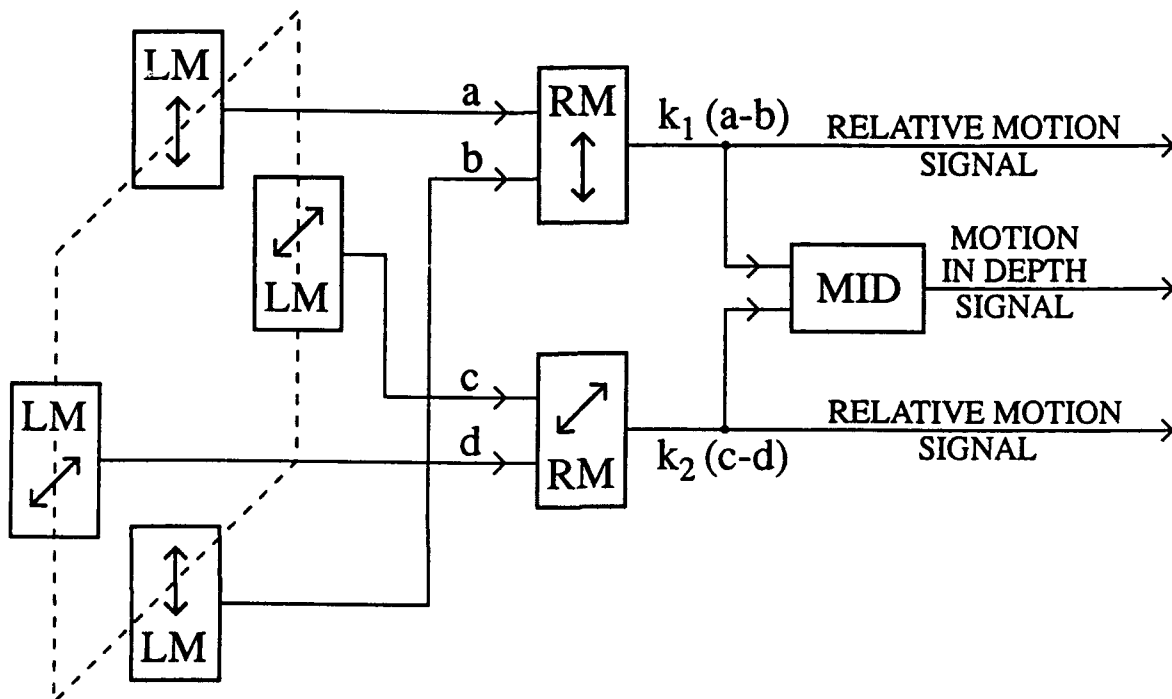 LM
a
RM
k₁ (a-b)
RELATIVE MOTION
SIGNAL
b
LM
MOTION
IN DEPTH
SIGNAL
MID
LM
c
d
RM
k₂ (c-d)
RELATIVE MOTION
SIGNAL
LM